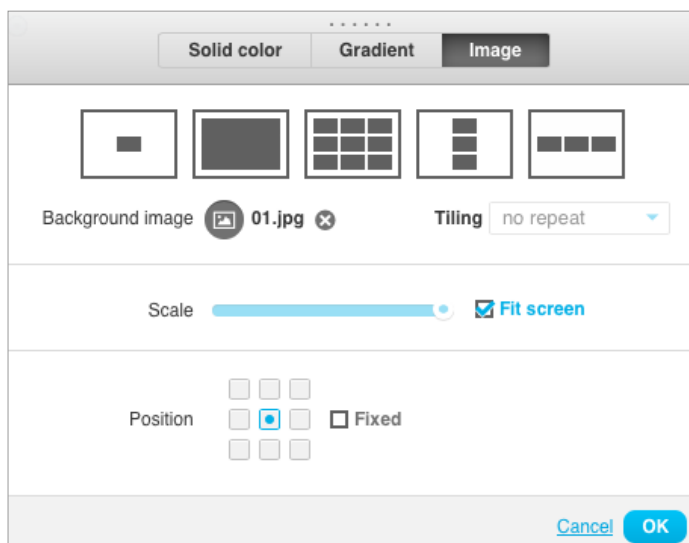 Solid color Gradient Image
Background image 01.jpg Tiling no repeat
Scale Fit screen
Position Fixed
Cancel OK